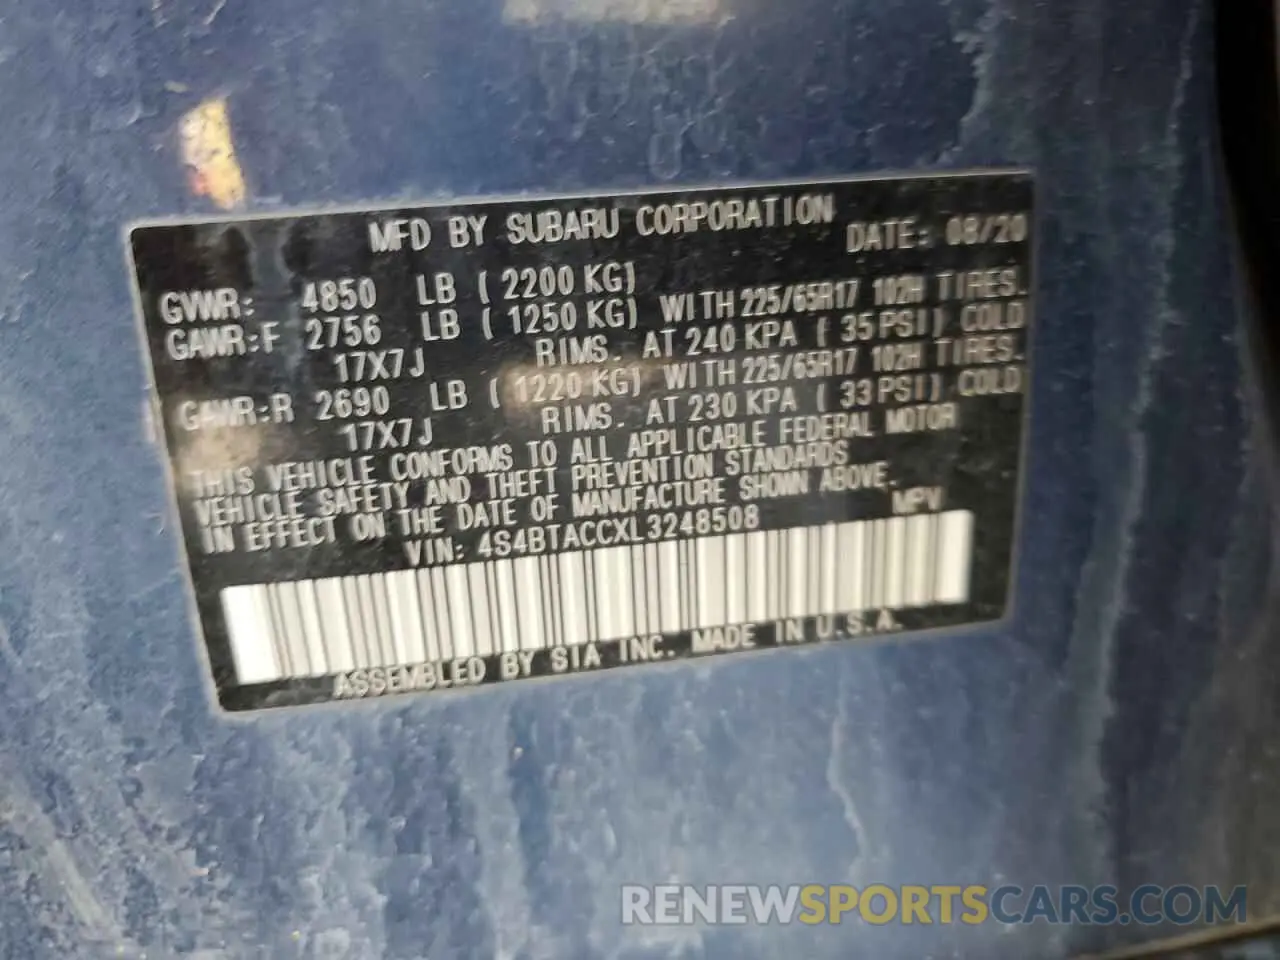 MFD BY SUBARU CORPORATION DATE: 08/20
GVWR: 4850 LB ( 2200 KG)
GAWR:F 2756 LB ( 1250 KG) WITH 225/65R17 102H TIRES.
17X7J RIMS. AT 240 KPA ( 35 PSI) COLD
GAWR:R 2690 LB ( 1220 KG) WITH 225/65R17 102H TIRES.
17X7J RIMS. AT 230 KPA ( 33 PSI) COLD
THIS VEHICLE CONFORMS TO ALL APPLICABLE FEDERAL MOTOR
VEHICLE SAFETY AND THEFT PREVENTION STANDARDS
IN EFFECT ON THE DATE OF MANUFACTURE SHOWN ABOVE.
VIN: 4S4BTACCXL3248508 MPV
ASSEMBLED BY SIA INC. MADE IN U.S.A.
RENEWSPORTSCARS.COM